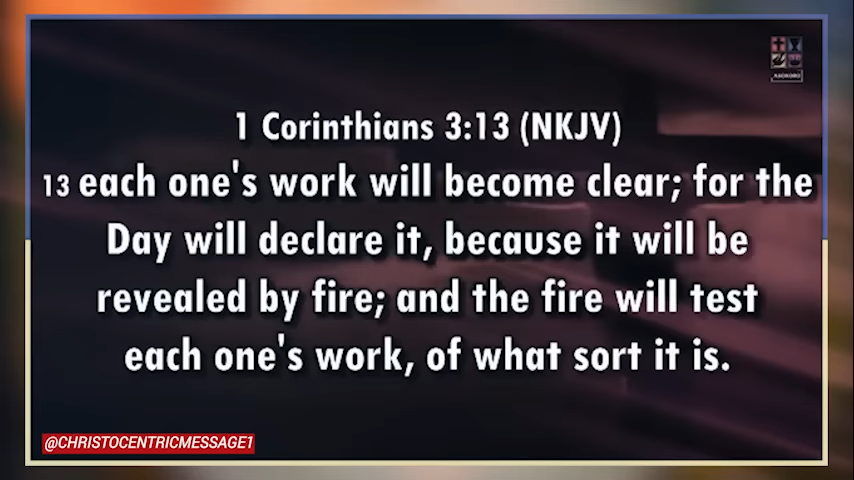 ASOKORO
1 Corinthians 3:13 (NKJV)
13 each one's work will become clear; for the
Day will declare it, because it will be
revealed by fire; and the fire will test
each one's work, of what sort it is.
@CHRISTOCENTRICMESSAGE1